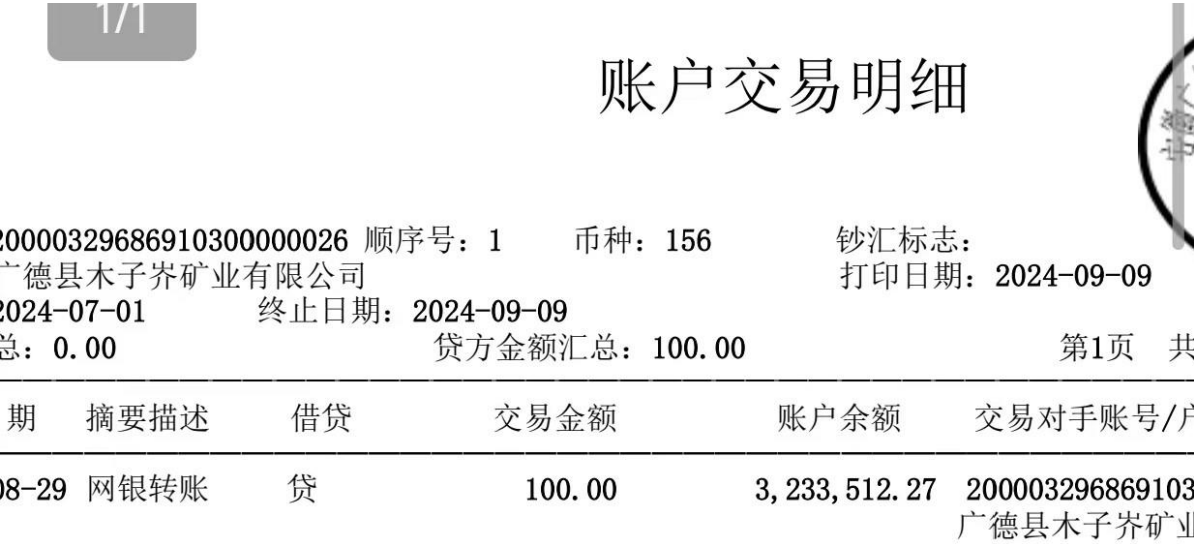 1/1
账户交易明细
20000329686910300000026 顺序号：1 币种：156 钞汇标志：
广德县木子岕矿业有限公司 打印日期：2024-09-09
2024-07-01 终止日期：2024-09-09
总：0.00 贷方金额汇总：100.00 第1页 共
期 摘要描述 借贷 交易金额 账户余额 交易对手账号/户
08-29 网银转账 贷 100.00 3,233,512.27 200003296869103
广德县木子岕矿业